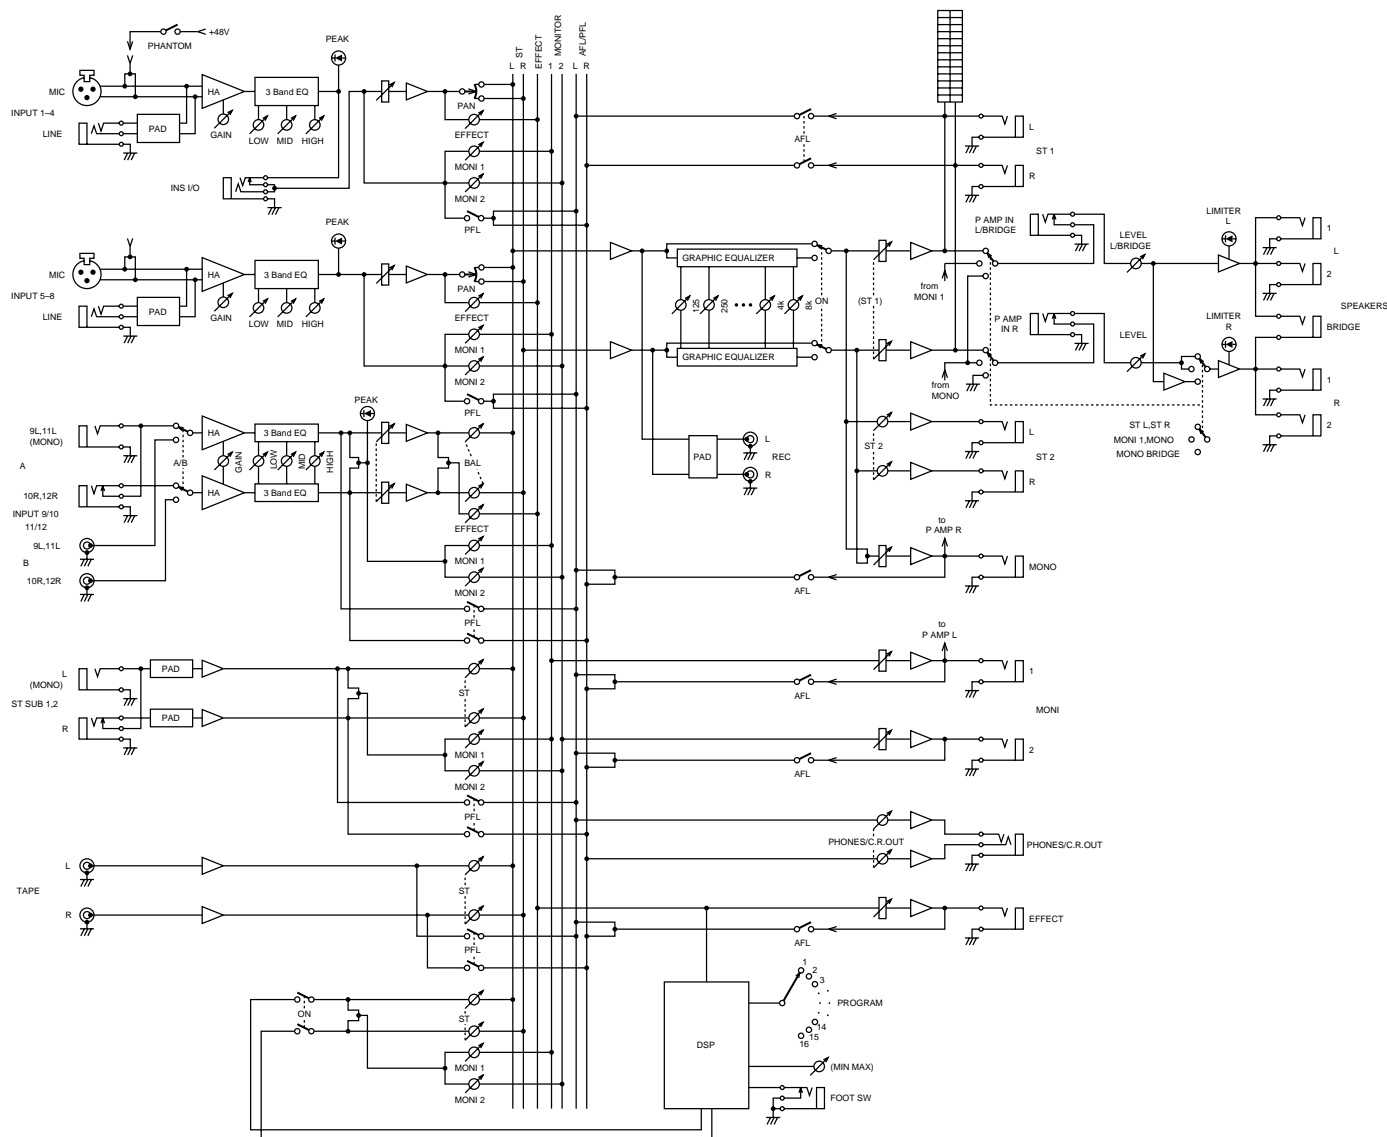 +48V
PHANTOM
PEAK
MIC
HA
3 Band EQ
INPUT 1–4
LINE
PAD
GAIN
LOW
MID
HIGH
PAN
EFFECT
MONI 1
MONI 2
PFL
INS I/O
L
R
ST
EFFECT
1
2
MONITOR
L
R
AFL/PFL
AFL
L
ST 1
R
PEAK
MIC
HA
3 Band EQ
INPUT 5–8
LINE
PAD
GAIN
LOW
MID
HIGH
PAN
EFFECT
MONI 1
MONI 2
PFL
GRAPHIC EQUALIZER
125
250
4k
8k
ON
GRAPHIC EQUALIZER
(ST 1)
from
MONI 1
from
MONO
P AMP IN
L/BRIDGE
P AMP
IN R
LEVEL
L/BRIDGE
LEVEL
LIMITER
L
LIMITER
R
1
L
2
SPEAKERS
BRIDGE
1
R
2
ST L,ST R
MONI 1,MONO
MONO BRIDGE
PEAK
9L,11L
(MONO)
A
10R,12R
INPUT 9/10
11/12
9L,11L
B
10R,12R
A/B
HA
HA
GAIN
3 Band EQ
LOW
MID
HIGH
3 Band EQ
BAL
EFFECT
MONI 1
MONI 2
PFL
PAD
L
REC
R
ST 2
L
ST 2
R
to
P AMP R
MONO
AFL
L
(MONO)
ST SUB 1,2
R
PAD
PAD
ST
MONI 1
MONI 2
PFL
to
P AMP L
1
AFL
MONI
2
AFL
PHONES/C.R.OUT
PHONES/C.R.OUT
L
TAPE
R
ST
PFL
EFFECT
AFL
ON
ST
MONI 1
MONI 2
DSP
1
2
3
PROGRAM
14
15
16
(MIN MAX)
FOOT SW